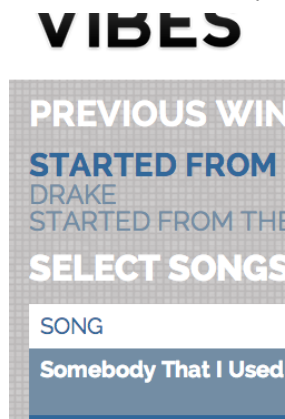 VIBES
PREVIOUS WIN
STARTED FROM
DRAKE
STARTED FROM THE
SELECT SONGS
SONG
Somebody That I Used